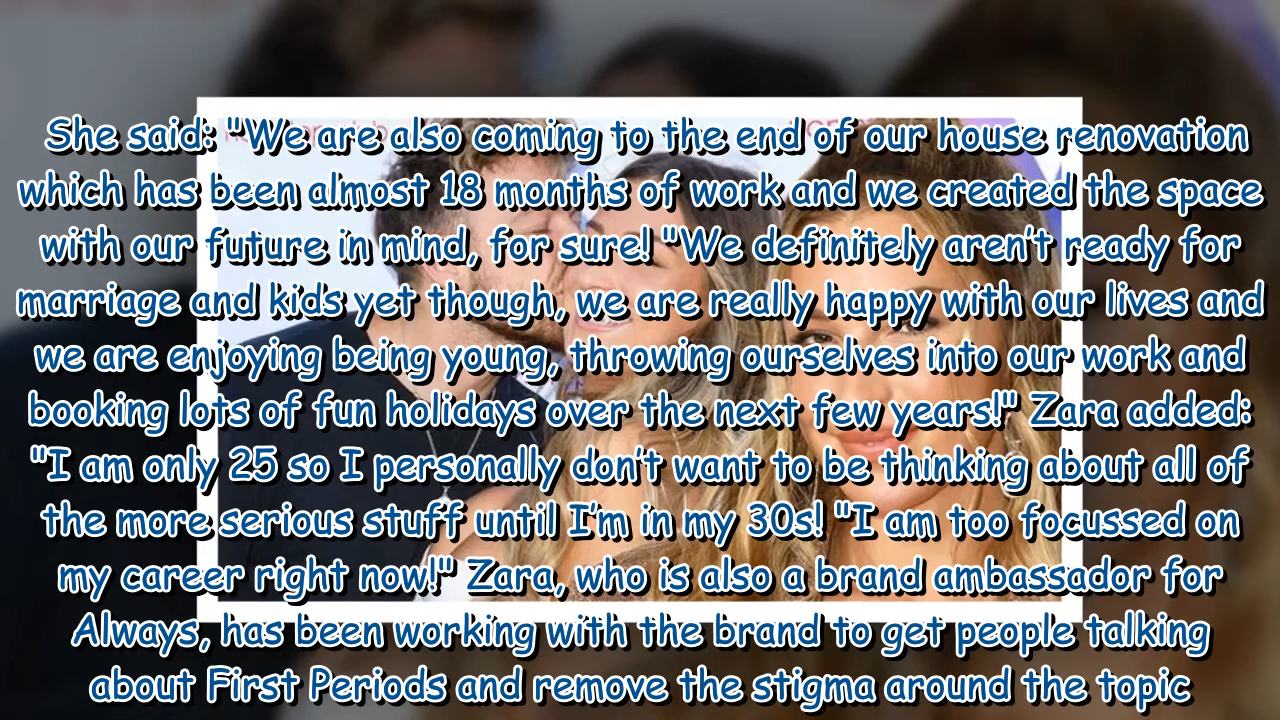 She said: "We are also coming to the end of our house renovation
which has been almost 18 months of work and we created the space
with our future in mind, for sure! "We definitely aren't ready for
marriage and kids yet though, we are really happy with our lives and
we are enjoying being young, throwing ourselves into our work and
booking lots of fun holidays over the next few years!" Zara added:
"I am only 25 so I personally don't want to be thinking about all of
the more serious stuff until I'm in my 30s! "I am too focussed on
my career right now!" Zara, who is also a brand ambassador for
Always, has been working with the brand to get people talking
about First Periods and remove the stigma around the topic